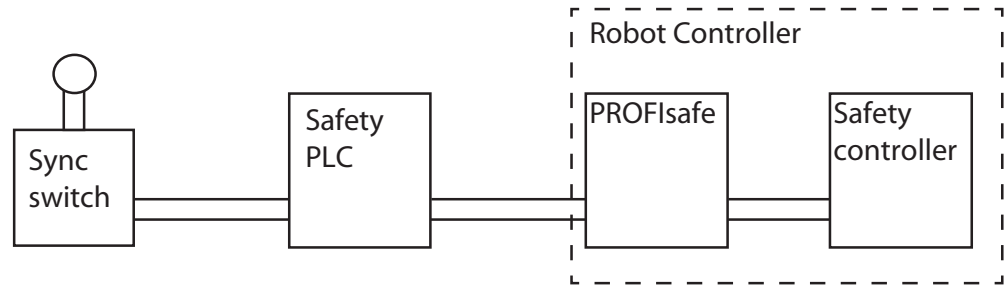 Robot Controller
Sync
switch
Safety
PLC
PROFIsafe
Safety
controller